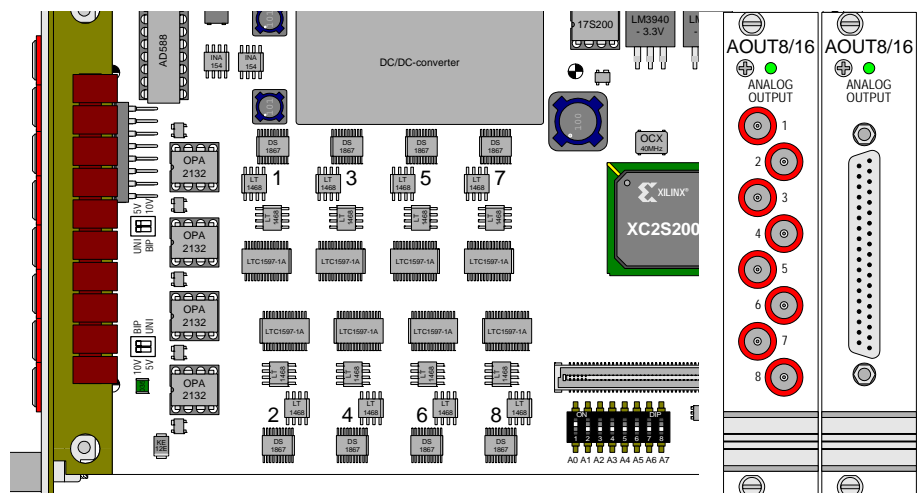 AD588
INA 154
INA 154
101
101
DC/DC-converter
17S200
LM3940 - 3.3V
LM
100
OCX 40MHz
DS 1867
DS 1867
DS 1867
DS 1867
LT 1468
1
LT 1468
3
LT 1468
5
LT 1468
7
LT 1468
LT 1468
LT 1468
LT 1468
LTC1597-1A
LTC1597-1A
LTC1597-1A
LTC1597-1A
XILINX®
XC2S200
OPA 2132
OPA 2132
OPA 2132
OPA 2132
5V
10V
UNI
BIP
BIP
UNI
10V
5V
KE 12E
LTC1597-1A
LTC1597-1A
LTC1597-1A
LTC1597-1A
LT 1468
LT 1468
LT 1468
LT 1468
2
LT 1468
4
LT 1468
6
LT 1468
8
LT 1468
DS 1867
DS 1867
DS 1867
DS 1867
ON DIP
1 2 3 4 5 6 7 8
A0 A1 A2 A3 A4 A5 A6 A7
AOUT8/16
ANALOG
OUTPUT
1
2
3
4
5
6
7
8
AOUT8/16
ANALOG
OUTPUT